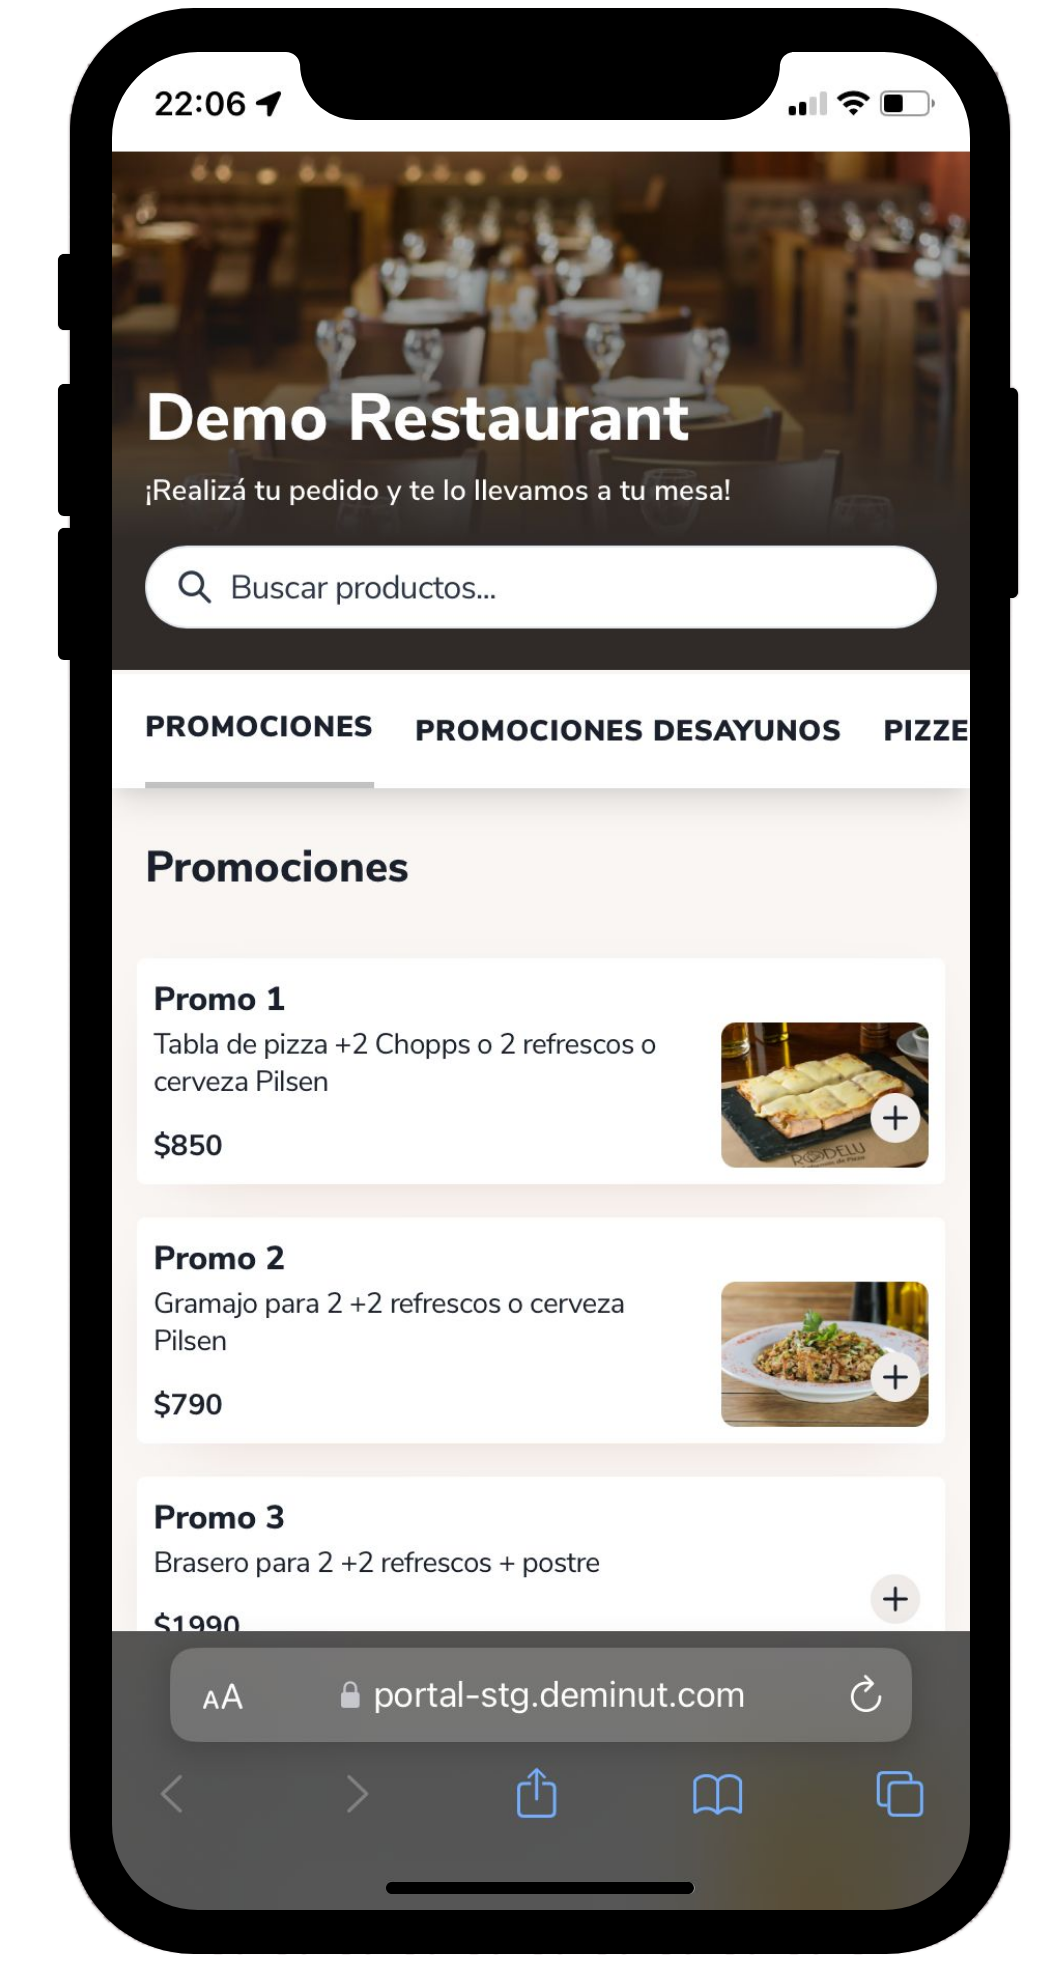 22:06
Demo Restaurant
¡Realizá tu pedido y te lo llevamos a tu mesa!
Buscar productos...
PROMOCIONES PROMOCIONES DESAYUNOS PIZZE
Promociones
Promo 1
Tabla de pizza +2 Chopps o 2 refrescos o
cerveza Pilsen
$850
RODELU
Promo 2
Gramajo para 2 +2 refrescos o cerveza
Pilsen
$790
Promo 3
Brasero para 2 +2 refrescos + postre
$1990
AA portal-stg.deminut.com